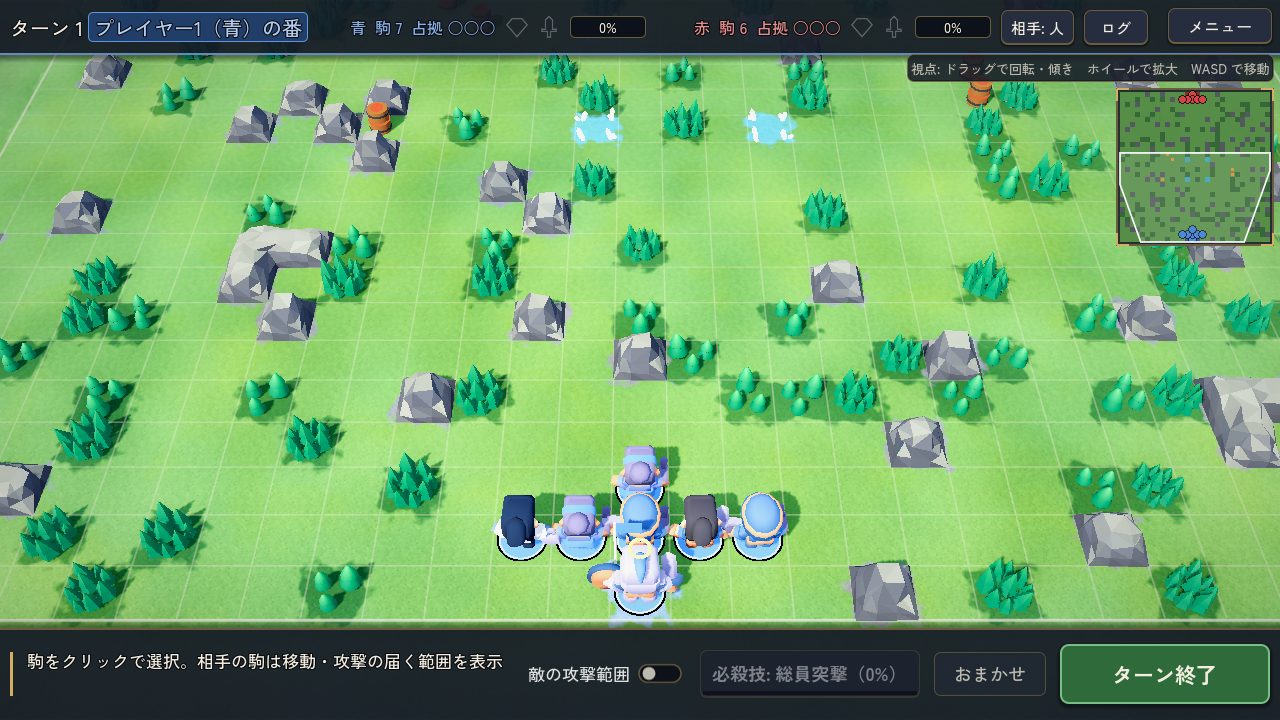 ターン 1 プレイヤー1（青）の番 青 駒 7 占拠 〇〇〇 0% 赤 駒 6 占拠 〇〇〇 0% 相手: 人 ログ メニュー
視点: ドラッグで回転・傾き ホイールで拡大 WASD で移動
駒をクリックで選択。相手の駒は移動・攻撃の届く範囲を表示
敵の攻撃範囲 必殺技: 総員突撃（0%） おまかせ ターン終了